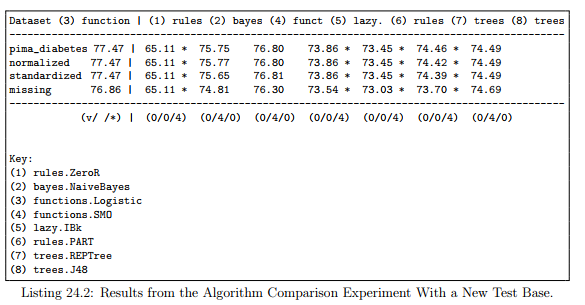 Dataset (3) function | (1) rules (2) bayes (4) funct (5) lazy. (6) rules (7) trees (8) trees
--------------------------------------------------------------------------------------------
pima_diabetes 77.47 | 65.11 * 75.75 76.80 73.86 * 73.45 * 74.46 * 74.49
normalized 77.47 | 65.11 * 75.77 76.80 73.86 * 73.45 * 74.42 * 74.49
standardized 77.47 | 65.11 * 75.65 76.81 73.86 * 73.45 * 74.39 * 74.49
missing 76.86 | 65.11 * 74.81 76.30 73.54 * 73.03 * 73.70 * 74.69
--------------------------------------------------------------------------------------------
(v/ /*) | (0/0/4) (0/4/0) (0/4/0) (0/0/4) (0/0/4) (0/0/4) (0/4/0)
Key:
(1) rules.ZeroR
(2) bayes.NaiveBayes
(3) functions.Logistic
(4) functions.SMO
(5) lazy.IBk
(6) rules.PART
(7) trees.REPTree
(8) trees.J48
Listing 24.2: Results from the Algorithm Comparison Experiment With a New Test Base.